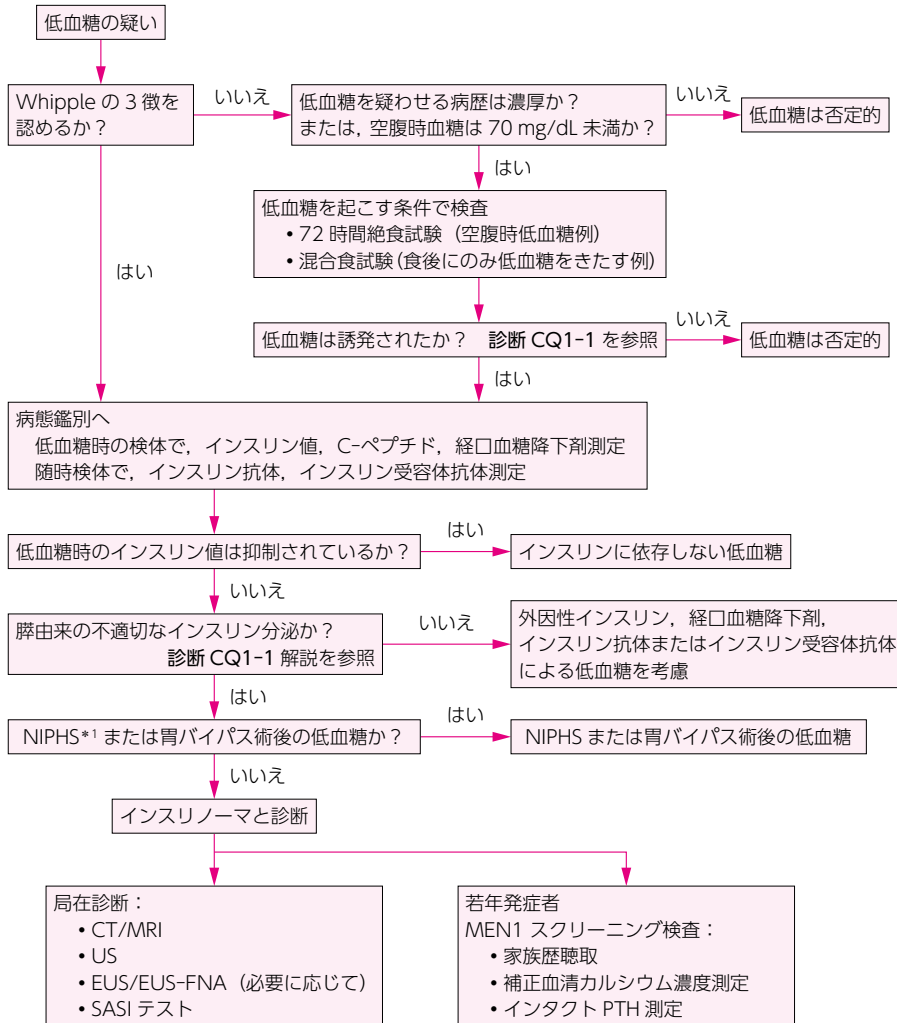 低血糖の疑い
Whipple の 3 徴を
認めるか？
いいえ
低血糖を疑わせる病歴は濃厚か？
または，空腹時血糖は 70 mg/dL 未満か？
いいえ
低血糖は否定的
はい
低血糖を起こす条件で検査
•72 時間絶食試験（空腹時低血糖例）
•混合食試験（食後にのみ低血糖をきたす例）
はい
低血糖は誘発されたか？　診断 CQ1-1 を参照
いいえ
低血糖は否定的
はい
病態鑑別へ
低血糖時の検体で，インスリン値，C-ペプチド，経口血糖降下剤測定
随時検体で，インスリン抗体，インスリン受容体抗体測定
低血糖時のインスリン値は抑制されているか？
はい
インスリンに依存しない低血糖
いいえ
膵由来の不適切なインスリン分泌か？
診断 CQ1-1 解説を参照
いいえ
外因性インスリン，経口血糖降下剤，
インスリン抗体またはインスリン受容体抗体
による低血糖を考慮
はい
NIPHS*1 または胃バイパス術後の低血糖か？
はい
NIPHS または胃バイパス術後の低血糖
いいえ
インスリノーマと診断
局在診断：
•CT/MRI
•US
•EUS/EUS-FNA（必要に応じて）
•SASI テスト
若年発症者
MEN1 スクリーニング検査：
•家族歴聴取
•補正血清カルシウム濃度測定
•インタクト PTH 測定